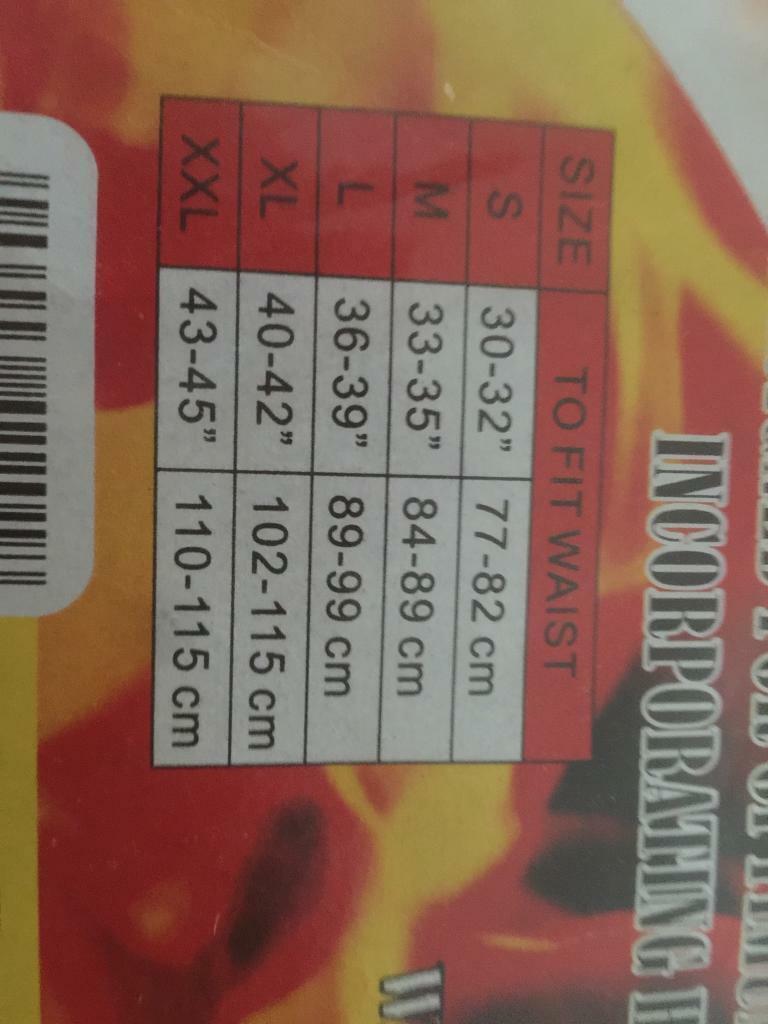 INCORPORATING
SIZE TO FIT WAIST
S 30-32” 77-82 cm
M 33-35” 84-89 cm
L 36-39” 89-99 cm
XL 40-42” 102-115 cm
XXL 43-45” 110-115 cm